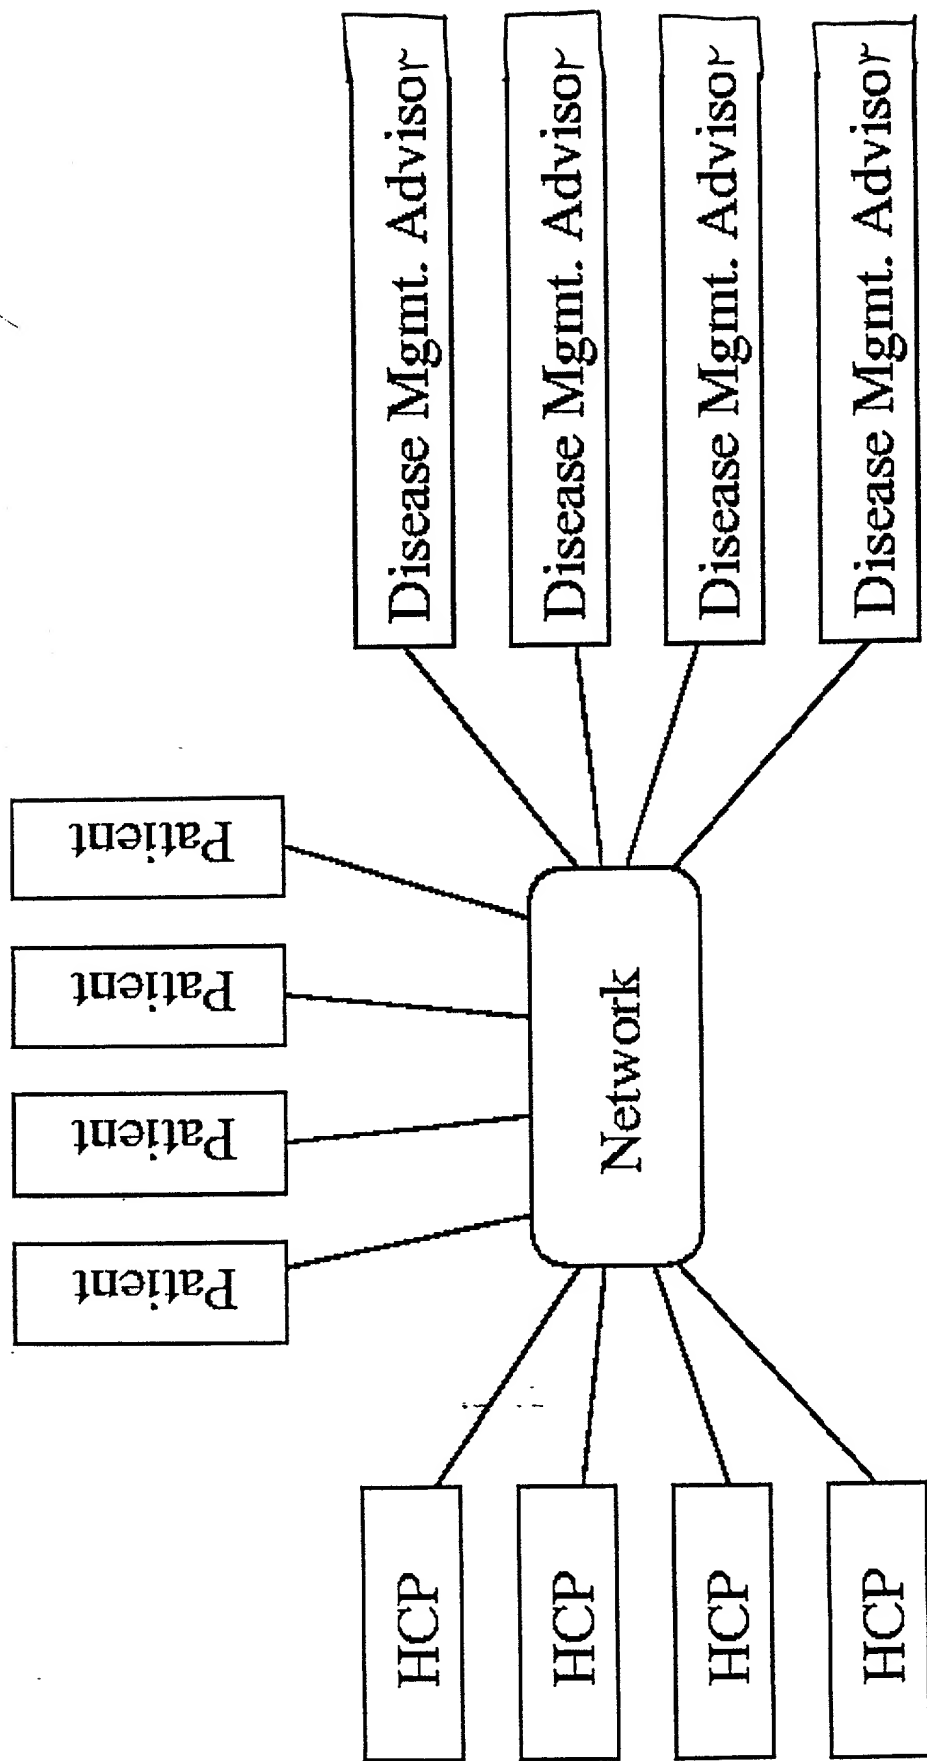 Disease Mgmt. Advisor
Disease Mgmt. Advisor
Disease Mgmt. Advisor
Disease Mgmt. Advisor
Patient
Patient
Patient
Patient
Network
HCP
HCP
HCP
HCP